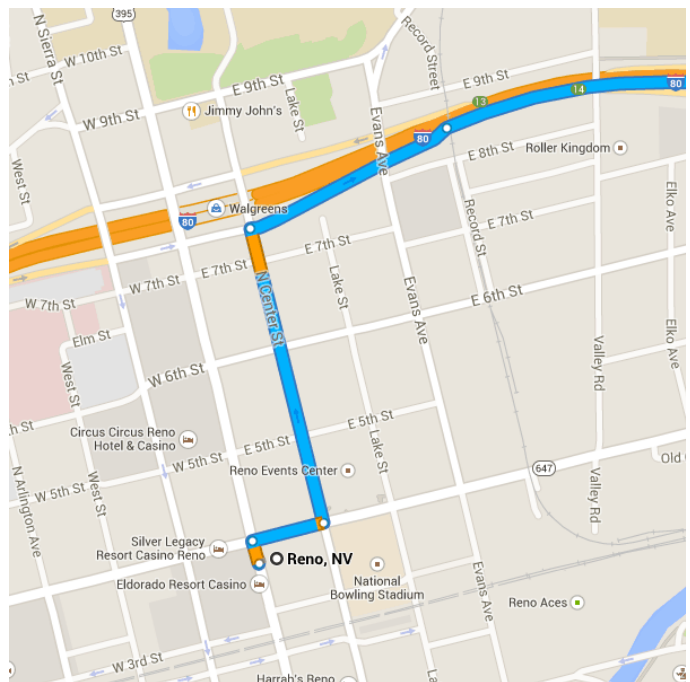 395
Record Street
N Sierra St
W 10th St
E 9th St
E 9th St
80
14
13
Lake St
Jimmy John's
Evans Ave
80
W 9th St
E 8th St
Roller Kingdom
West St
Walgreens
80
Record St
Elko Ave
E 7th St
E 7th St
E 7th St
W 7th St
W 7th St
N Center St
Lake St
Evans Ave
E 6th St
Elm St
Valley Rd
Elko Ave
W 6th St
West St
Circus Circus Reno
Hotel & Casino
E 5th St
E 5th St
Lake St
W 5th St
W 5th St
Reno Events Center
647
Old
N Arlington Ave
West St
Valley Rd
Silver Legacy
Resort Casino Reno
Reno, NV
Eldorado Resort Casino
National
Bowling Stadium
Evans Ave
Reno Aces
W 3rd St
E 3rd St
La
Harrah's Reno